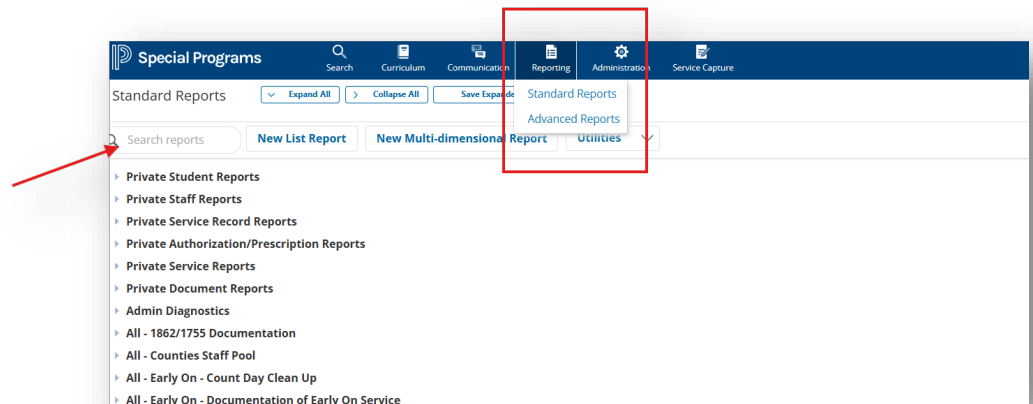 Special Programs
Search
Curriculum
Communication
Reporting
Administration
Service Capture
Standard Reports
Expand All
Collapse All
Save Expande
Standard Reports
Advanced Reports
Search reports
New List Report
New Multi-dimensional Report
Utilities
Private Student Reports
Private Staff Reports
Private Service Record Reports
Private Authorization/Prescription Reports
Private Service Reports
Private Document Reports
Admin Diagnostics
All - 1862/1755 Documentation
All - Counties Staff Pool
All - Early On - Count Day Clean Up
All - Early On - Documentation of Early On Service